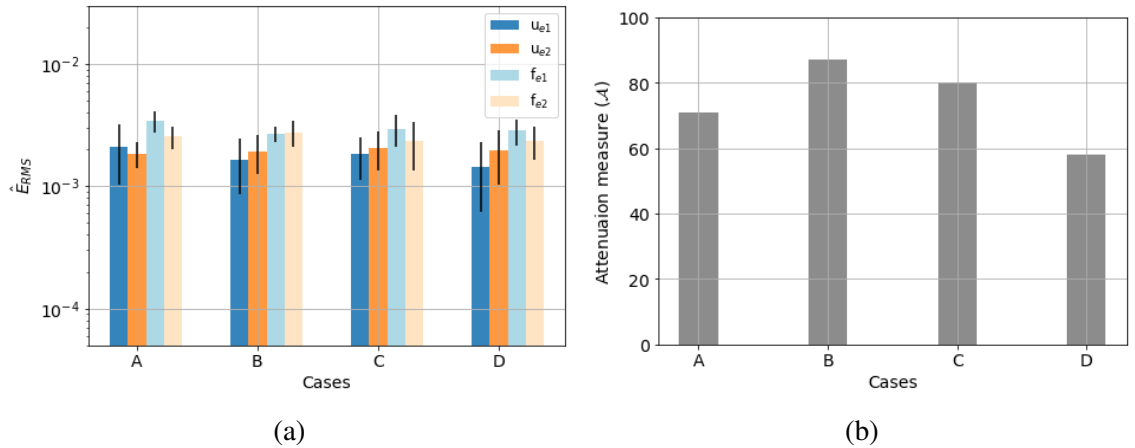 10⁻²
10⁻³
10⁻⁴
Ê_RMS
u_e1
u_e2
f_e1
f_e2
A B C D
Cases
(a)
100
80
60
40
20
0
Attenuaion measure (𝒜)
A B C D
Cases
(b)